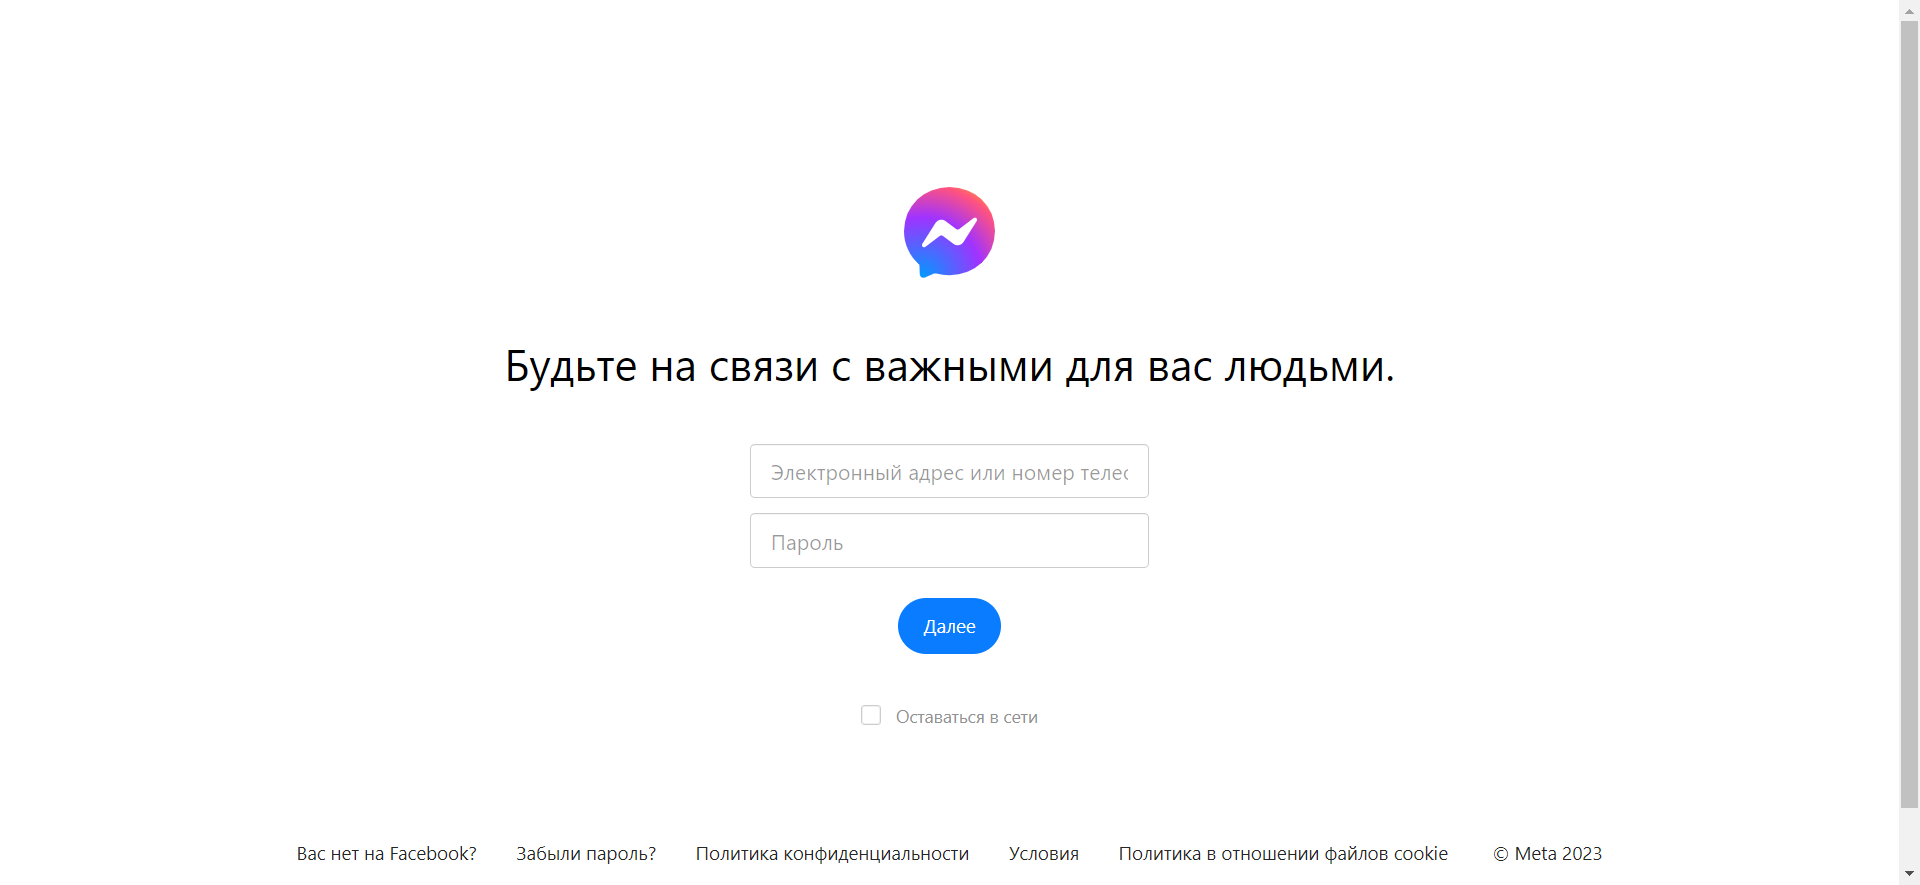 Будьте на связи с важными для вас людьми.
Электронный адрес или номер теле
Пароль
Далее
Оставаться в сети
Вас нет на Facebook? Забыли пароль? Политика конфиденциальности Условия Политика в отношении файлов cookie © Meta 2023